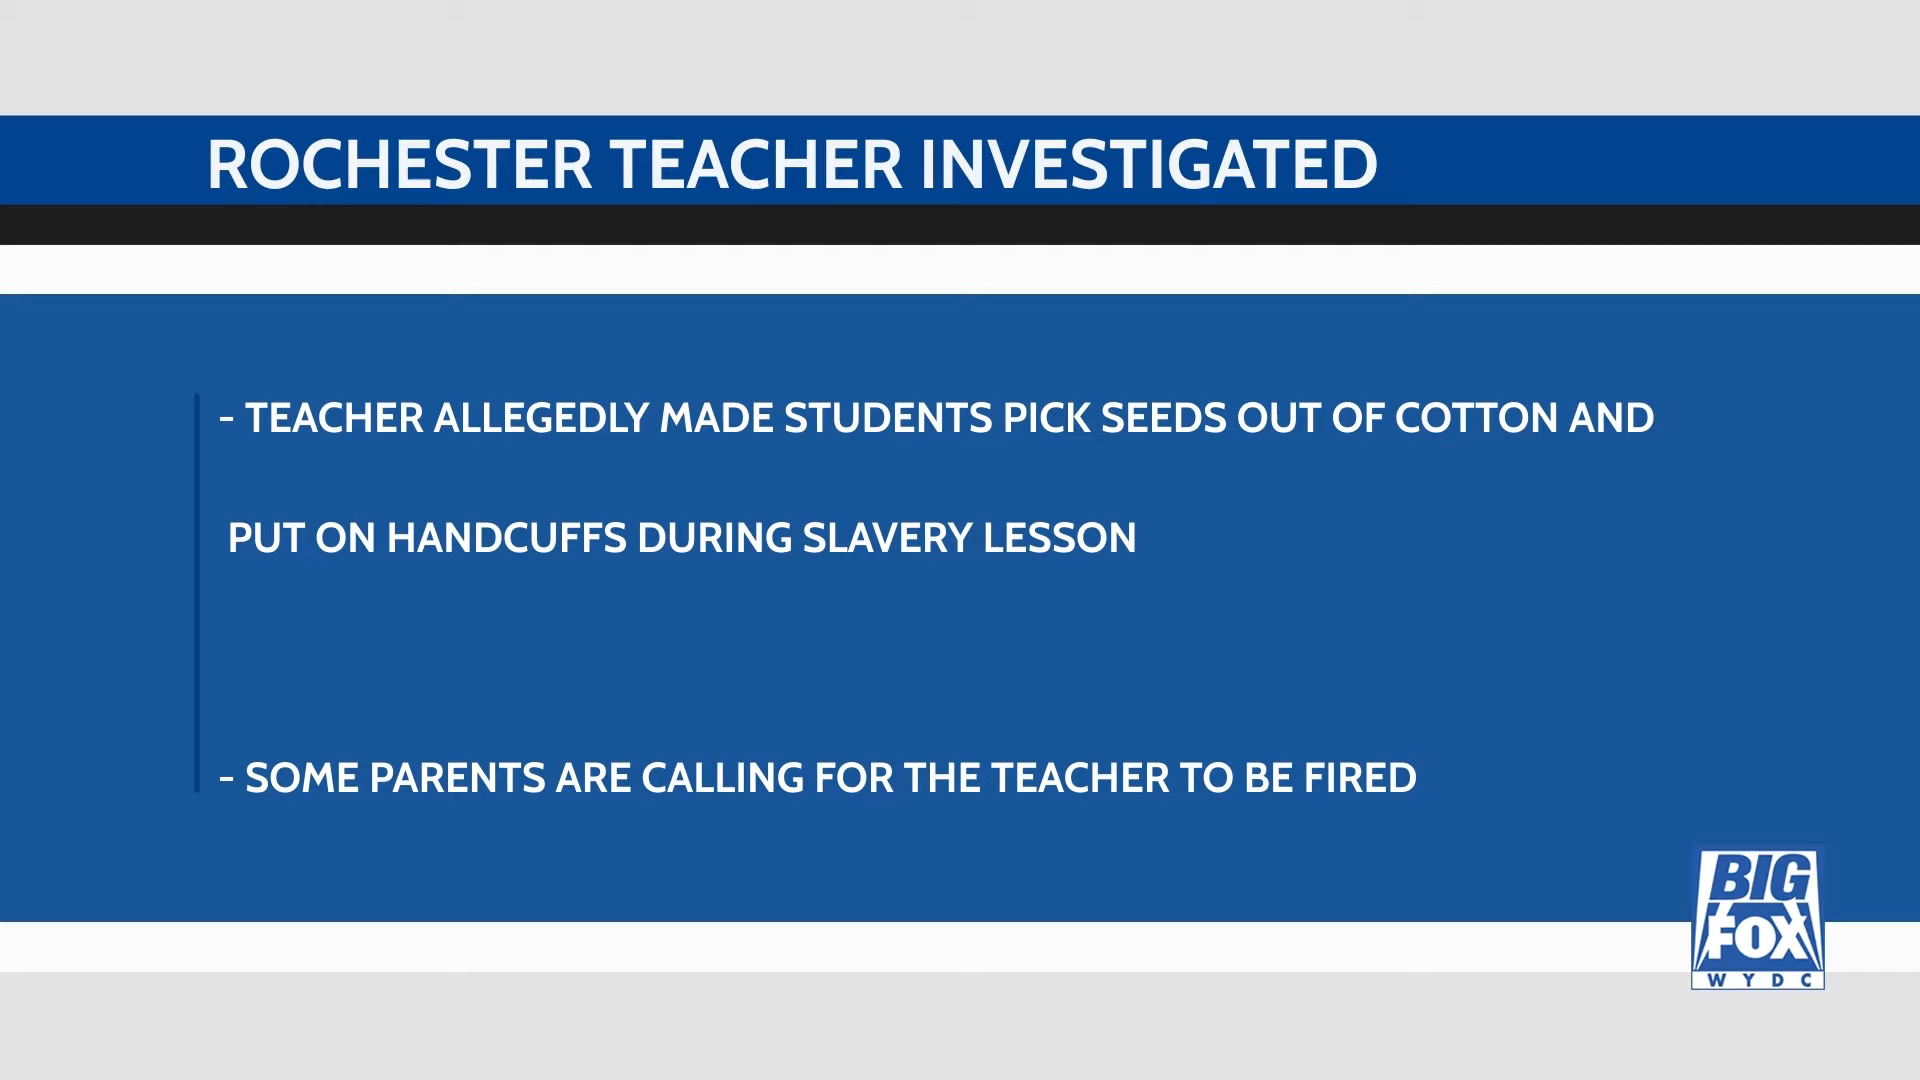 ROCHESTER TEACHER INVESTIGATED
- TEACHER ALLEGEDLY MADE STUDENTS PICK SEEDS OUT OF COTTON AND
PUT ON HANDCUFFS DURING SLAVERY LESSON
- SOME PARENTS ARE CALLING FOR THE TEACHER TO BE FIRED
BIG
FOX
WYDC